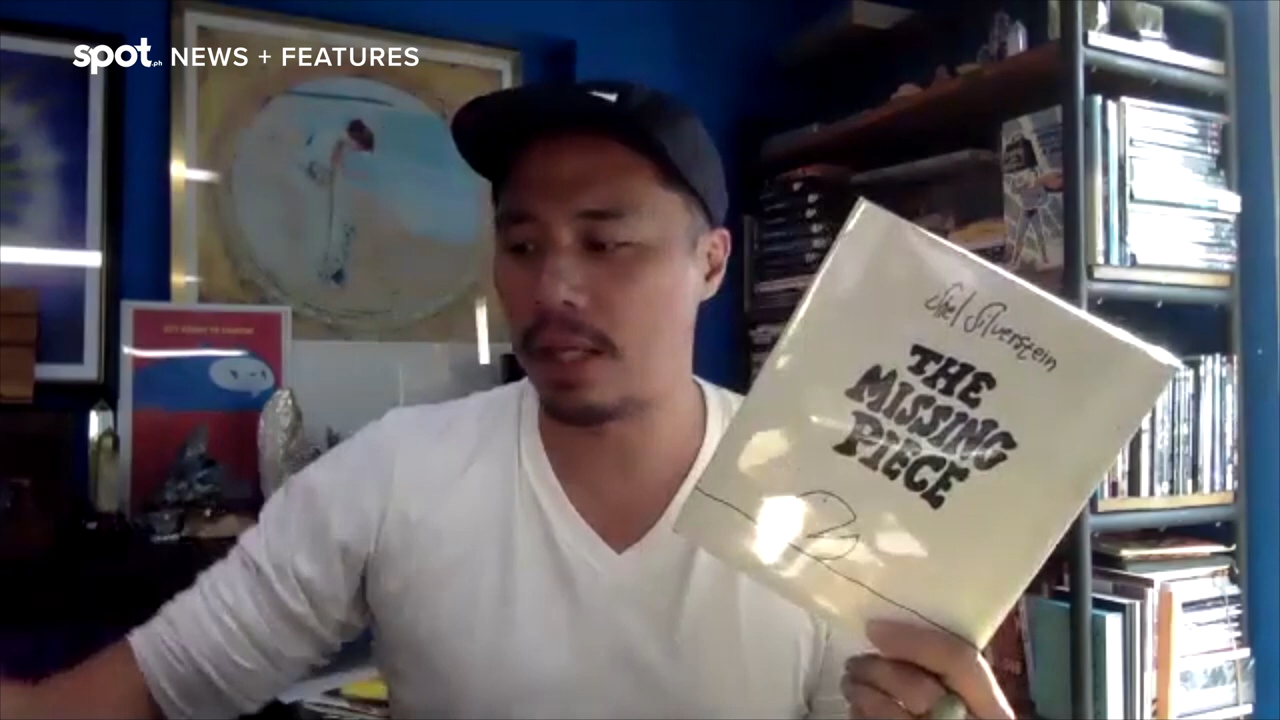 spot.ph NEWS + FEATURES
Shel Silverstein
THE
MISSING
PIECE